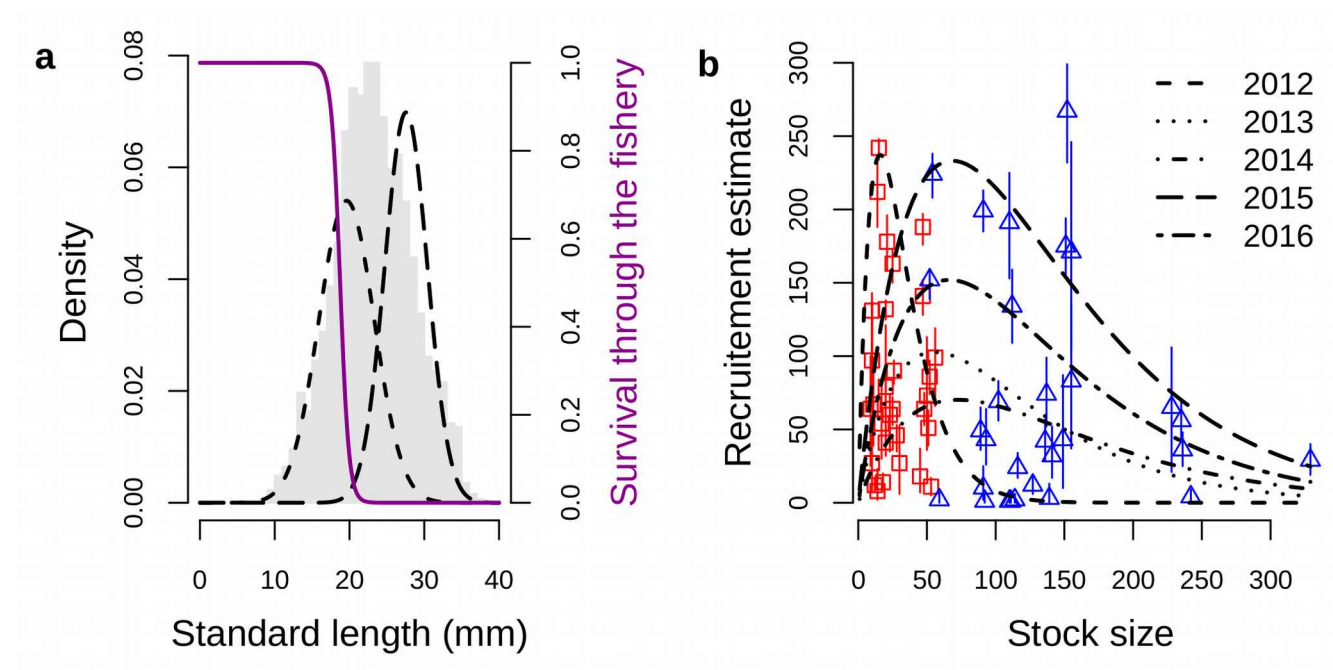 a
Density
0.00 0.02 0.04 0.06 0.08
0 10 20 30 40
Standard length (mm)
0.0 0.2 0.4 0.6 0.8 1.0
Survival through the fishery
b
Recruitement estimate
0 50 100 150 200 250 300
0 50 100 150 200 250 300
Stock size
2012
2013
2014
2015
2016